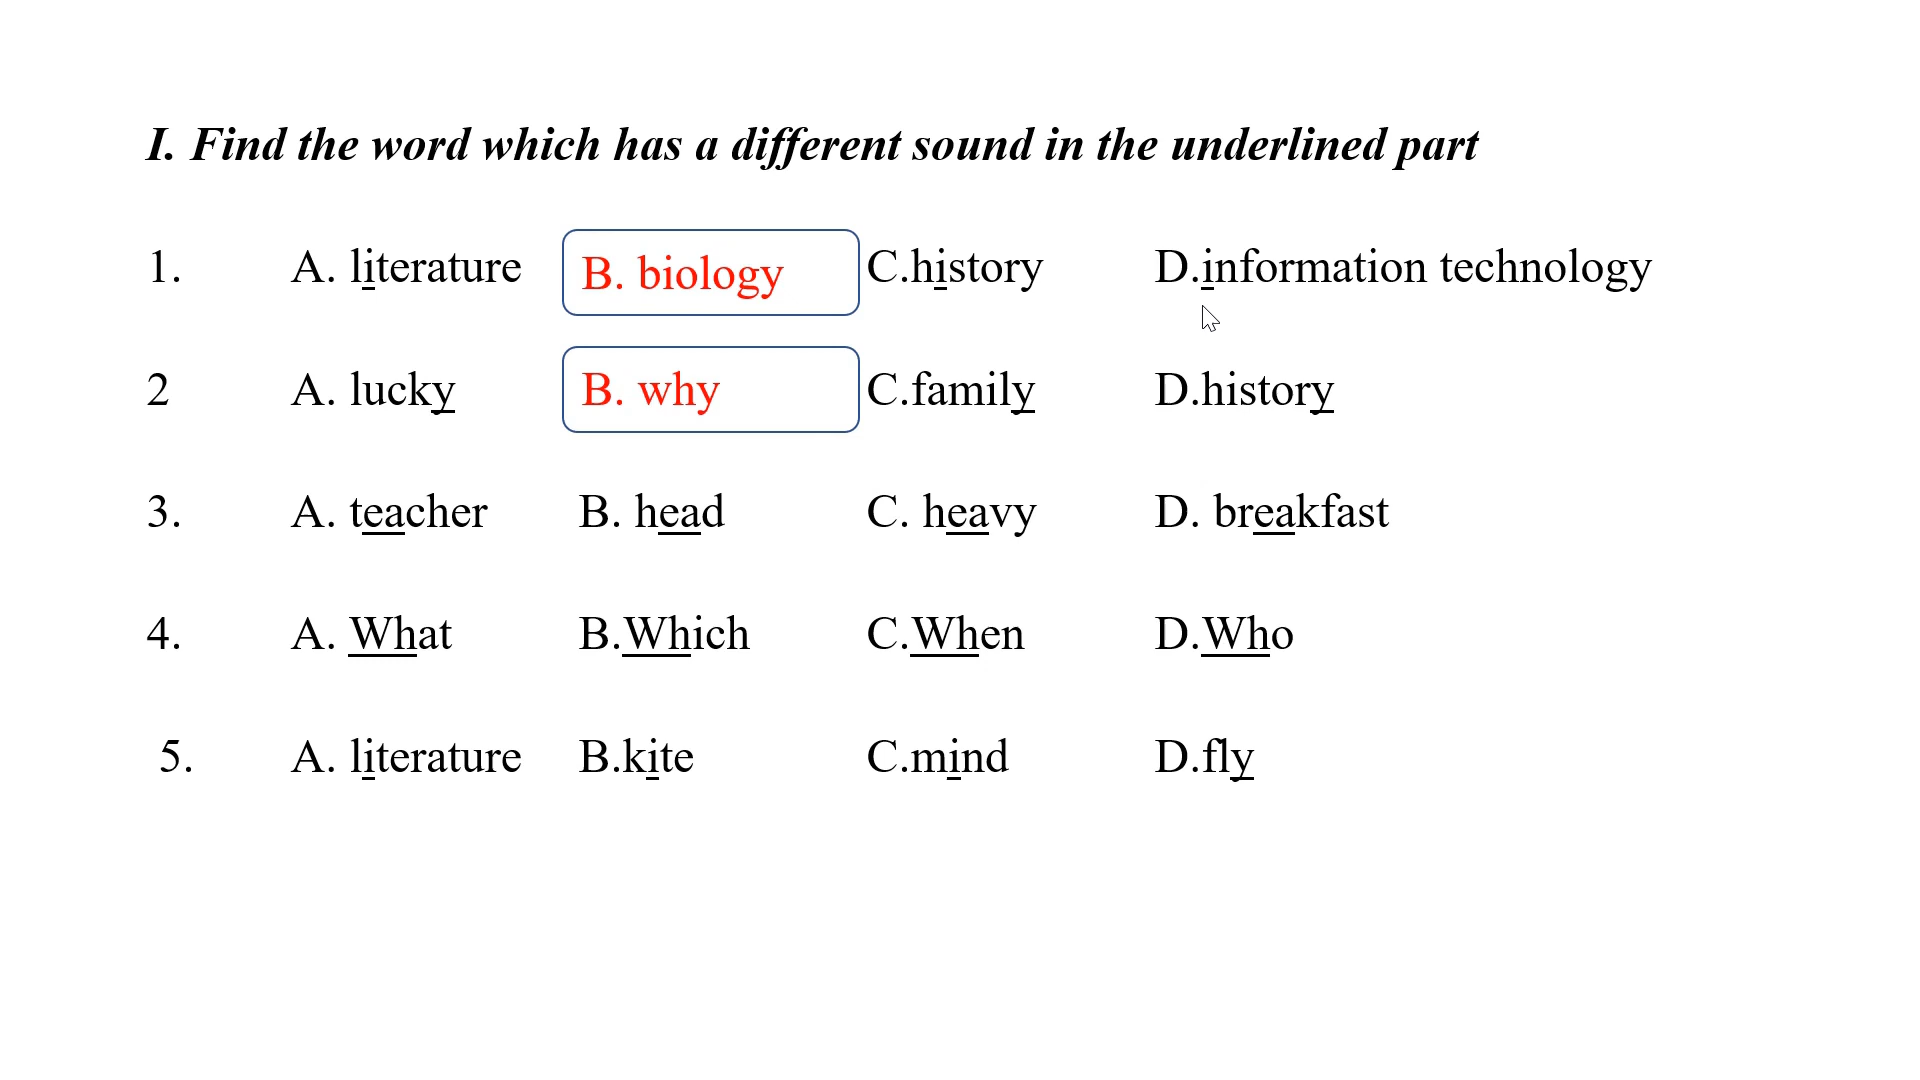 I. Find the word which has a different sound in the underlined part
1. A. literature B. biology C.history D.information technology
2 A. lucky B. why C.family D.history
3. A. teacher B. head C. heavy D. breakfast
4. A. What B.Which C.When D.Who
5. A. literature B.kite C.mind D.fly